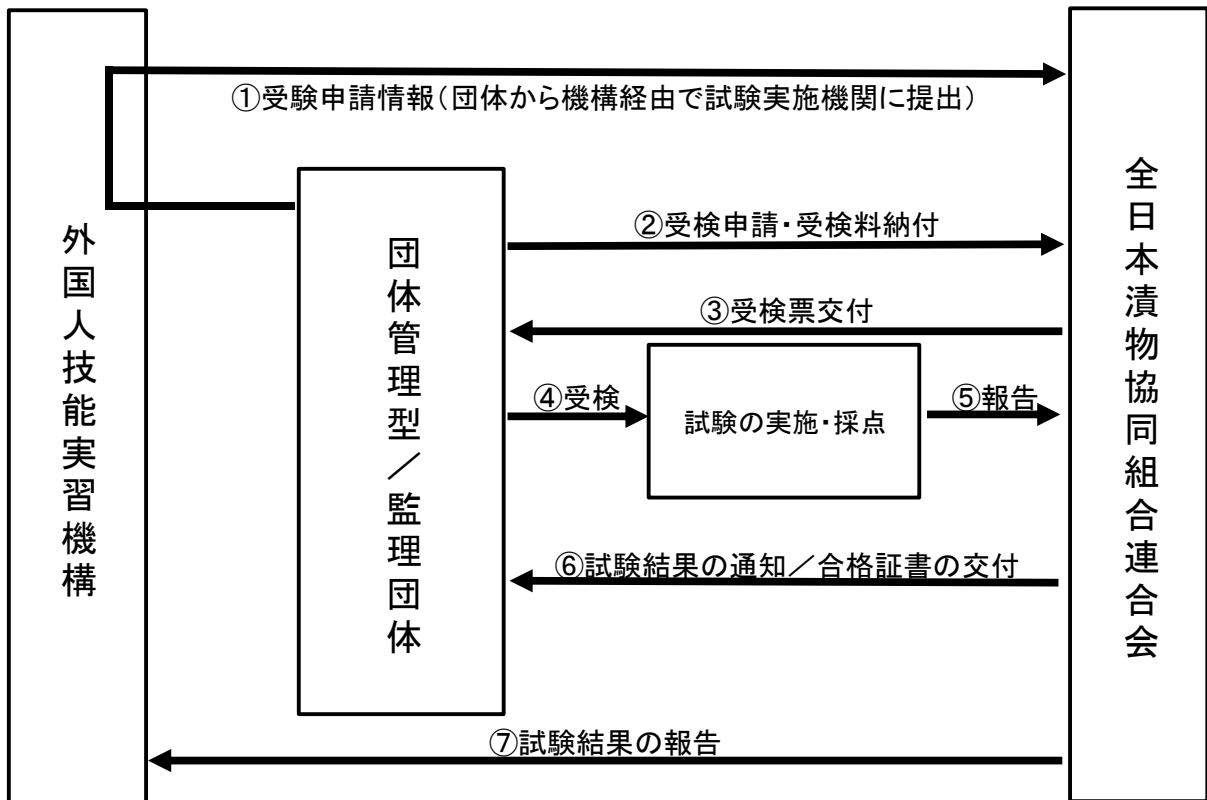 ①受験申請情報（団体から機構経由で試験実施機関に提出）
外国人技能実習機構
団体管理型／監理団体
全日本漬物協同組合連合会
②受検申請・受検料納付
③受検票交付
④受検
試験の実施・採点
⑤報告
⑥試験結果の通知／合格証書の交付
⑦試験結果の報告